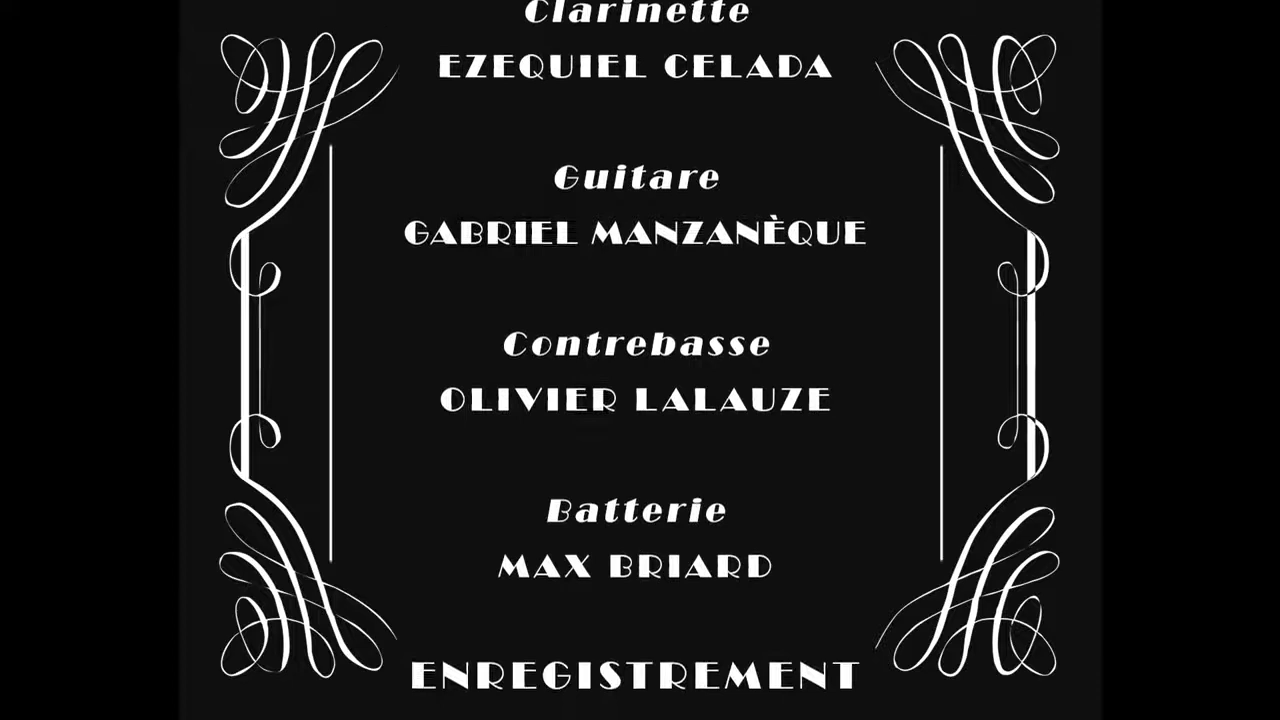 Clarinette
EZEQUIEL CELADA
Guitare
GABRIEL MANZANÈQUE
Contrebasse
OLIVIER LALAUZE
Batterie
MAX BRIARD
ENREGISTREMENT